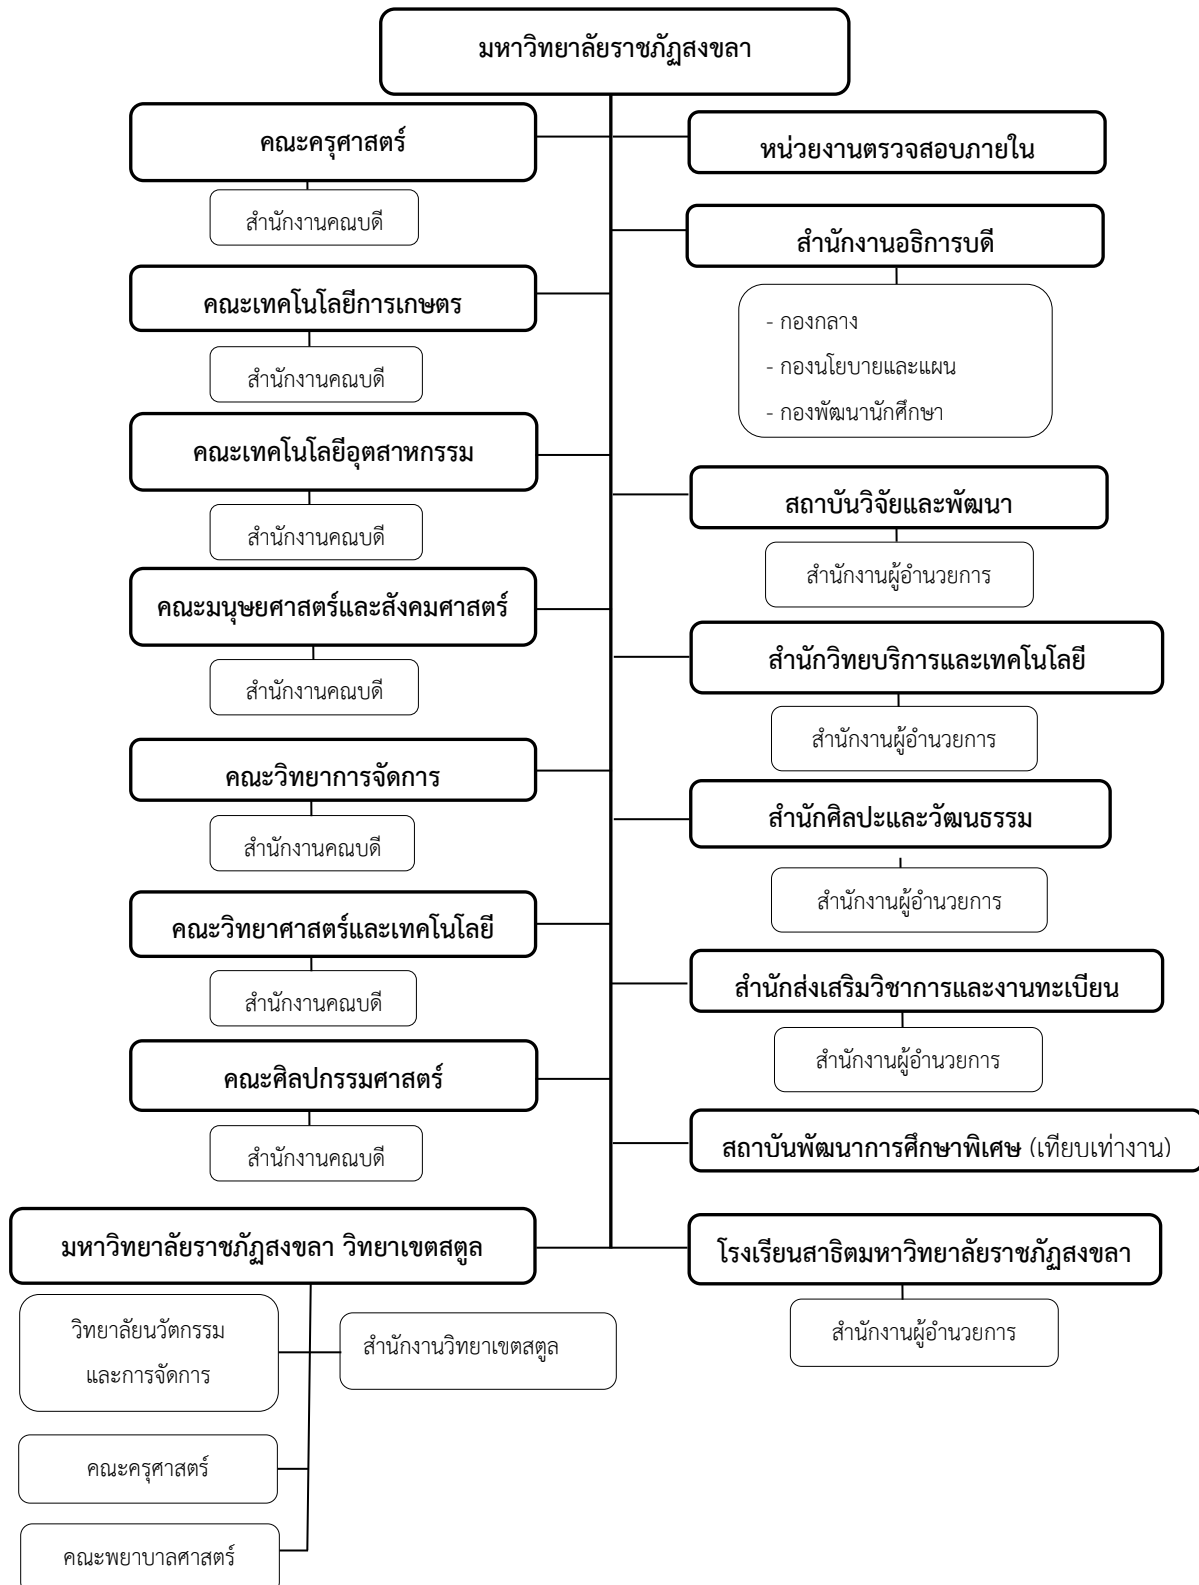 มหาวิทยาลัยราชภัฏสงขลา
คณะครุศาสตร์
สำนักงานคณบดี
คณะเทคโนโลยีการเกษตร
สำนักงานคณบดี
คณะเทคโนโลยีอุตสาหกรรม
สำนักงานคณบดี
คณะมนุษยศาสตร์และสังคมศาสตร์
สำนักงานคณบดี
คณะวิทยาการจัดการ
สำนักงานคณบดี
คณะวิทยาศาสตร์และเทคโนโลยี
สำนักงานคณบดี
คณะศิลปกรรมศาสตร์
สำนักงานคณบดี
มหาวิทยาลัยราชภัฏสงขลา วิทยาเขตสตูล
วิทยาลัยนวัตกรรม
และการจัดการ
สำนักงานวิทยาเขตสตูล
คณะครุศาสตร์
คณะพยาบาลศาสตร์
หน่วยงานตรวจสอบภายใน
สำนักงานอธิการบดี
- กองกลาง
- กองนโยบายและแผน
- กองพัฒนานักศึกษา
สถาบันวิจัยและพัฒนา
สำนักงานผู้อำนวยการ
สำนักวิทยบริการและเทคโนโลยี
สำนักงานผู้อำนวยการ
สำนักศิลปะและวัฒนธรรม
สำนักงานผู้อำนวยการ
สำนักส่งเสริมวิชาการและงานทะเบียน
สำนักงานผู้อำนวยการ
สถาบันพัฒนาการศึกษาพิเศษ (เทียบเท่างาน)
โรงเรียนสาธิตมหาวิทยาลัยราชภัฏสงขลา
สำนักงานผู้อำนวยการ